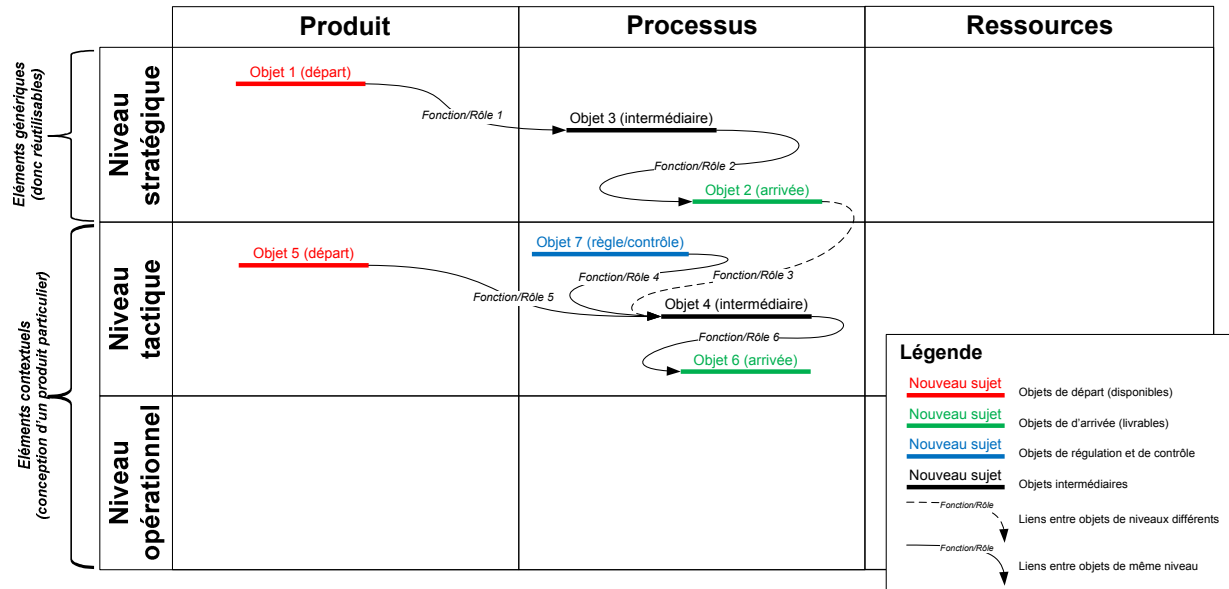 Produit
Processus
Ressources
Eléments génériques
(donc réutilisables)
Niveau
stratégique
Objet 1 (départ)
Fonction/Rôle 1
Objet 3 (intermédiaire)
Fonction/Rôle 2
Objet 2 (arrivée)
Eléments contextuels
(conception d'un produit particulier)
Niveau
tactique
Objet 5 (départ)
Objet 7 (règle/contrôle)
Fonction/Rôle 4
Fonction/Rôle 3
Fonction/Rôle 5
Objet 4 (intermédiaire)
Fonction/Rôle 6
Objet 6 (arrivée)
Niveau
opérationnel
Légende
Nouveau sujet
Objets de départ (disponibles)
Nouveau sujet
Objets de d'arrivée (livrables)
Nouveau sujet
Objets de régulation et de contrôle
Nouveau sujet
Objets intermédiaires
Fonction/Rôle
Liens entre objets de niveaux différents
Fonction/Rôle
Liens entre objets de même niveau